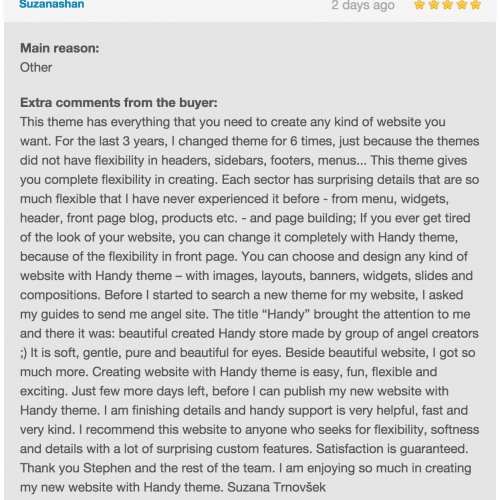 Suzanashan 2 days ago
Main reason:
Other
Extra comments from the buyer:
This theme has everything that you need to create any kind of website you
want. For the last 3 years, I changed theme for 6 times, just because the themes
did not have flexibility in headers, sidebars, footers, menus... This theme gives
you complete flexibility in creating. Each sector has surprising details that are so
much flexible that I have never experienced it before - from menu, widgets,
header, front page blog, products etc. - and page building; If you ever get tired
of the look of your website, you can change it completely with Handy theme,
because of the flexibility in front page. You can choose and design any kind of
website with Handy theme – with images, layouts, banners, widgets, slides and
compositions. Before I started to search a new theme for my website, I asked
my guides to send me angel site. The title “Handy” brought the attention to me
and there it was: beautiful created Handy store made by group of angel creators
;) It is soft, gentle, pure and beautiful for eyes. Beside beautiful website, I got so
much more. Creating website with Handy theme is easy, fun, flexible and
exciting. Just few more days left, before I can publish my new website with
Handy theme. I am finishing details and handy support is very helpful, fast and
very kind. I recommend this website to anyone who seeks for flexibility, softness
and details with a lot of surprising custom features. Satisfaction is guaranteed.
Thank you Stephen and the rest of the team. I am enjoying so much in creating
my new website with Handy theme. Suzana Trnovšek